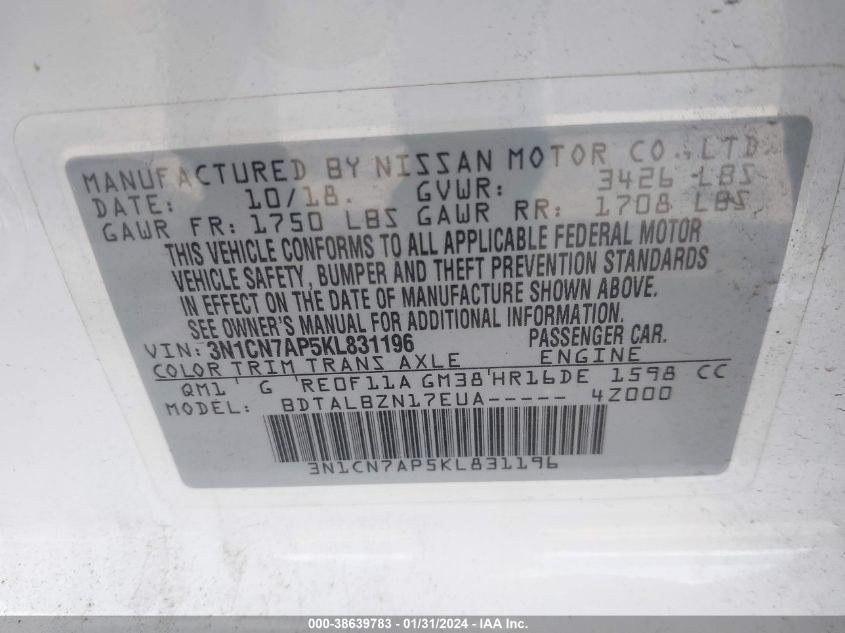 MANUFACTURED BY NISSAN MOTOR CO.,LTD
DATE: 10/18. GVWR: 3426 LBS
GAWR FR: 1750 LBS GAWR RR: 1708 LBS
THIS VEHICLE CONFORMS TO ALL APPLICABLE FEDERAL MOTOR
VEHICLE SAFETY, BUMPER AND THEFT PREVENTION STANDARDS
IN EFFECT ON THE DATE OF MANUFACTURE SHOWN ABOVE.
SEE OWNER'S MANUAL FOR ADDITIONAL INFORMATION.
VIN: 3N1CN7AP5KL831196 PASSENGER CAR.
COLOR TRIM TRANS AXLE ENGINE
QM1 G RE0F11A GM38 HR16DE 1598 CC
MODEL: BDTALBZN17EUA----- 4Z000
3N1CN7AP5KL831196
000-38639783 - 01/31/2024 - IAA Inc.